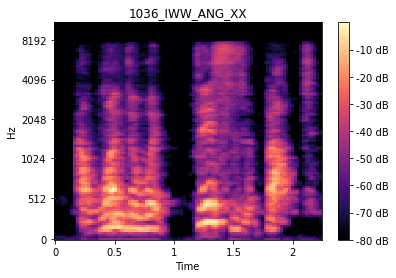 1036_IWW_ANG_XX
8192
4096
2048
1024
512
0
Hz
0
0.5
1
1.5
2
Time
-10 dB
-20 dB
-30 dB
-40 dB
-50 dB
-60 dB
-70 dB
-80 dB